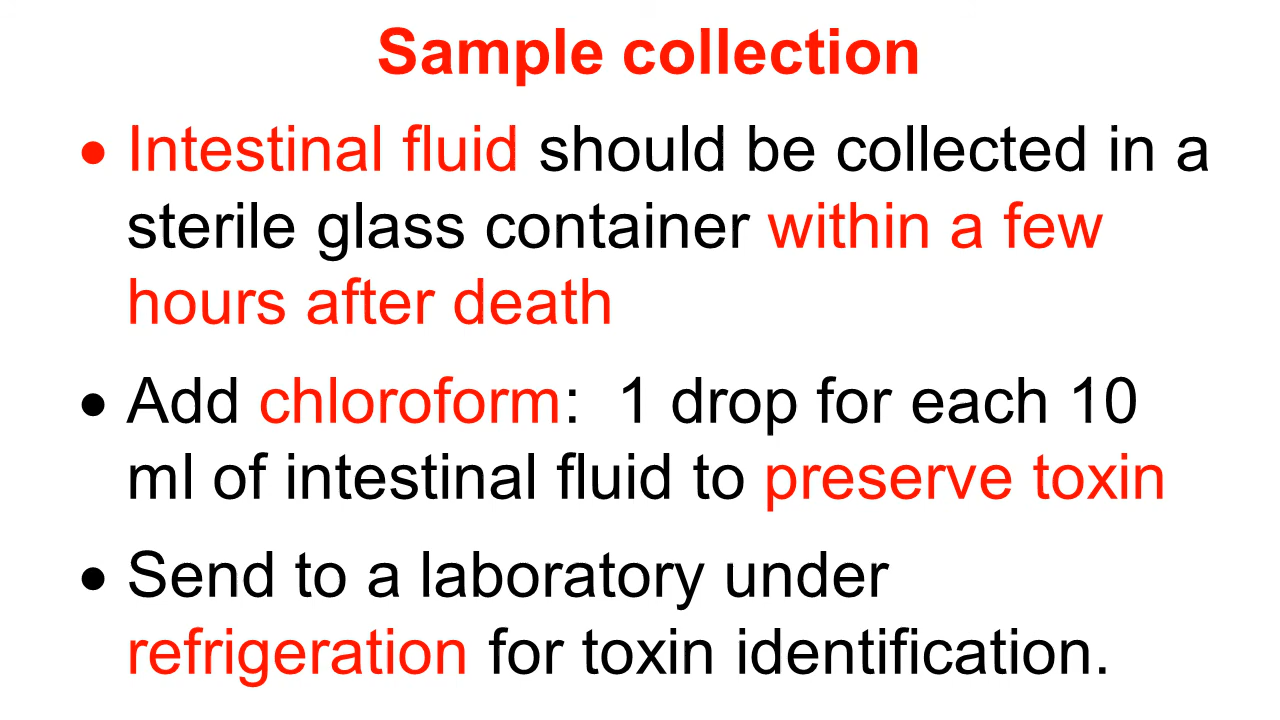 Sample collection
• Intestinal fluid should be collected in a
sterile glass container within a few
hours after death
• Add chloroform:  1 drop for each 10
ml of intestinal fluid to preserve toxin
• Send to a laboratory under
refrigeration for toxin identification.